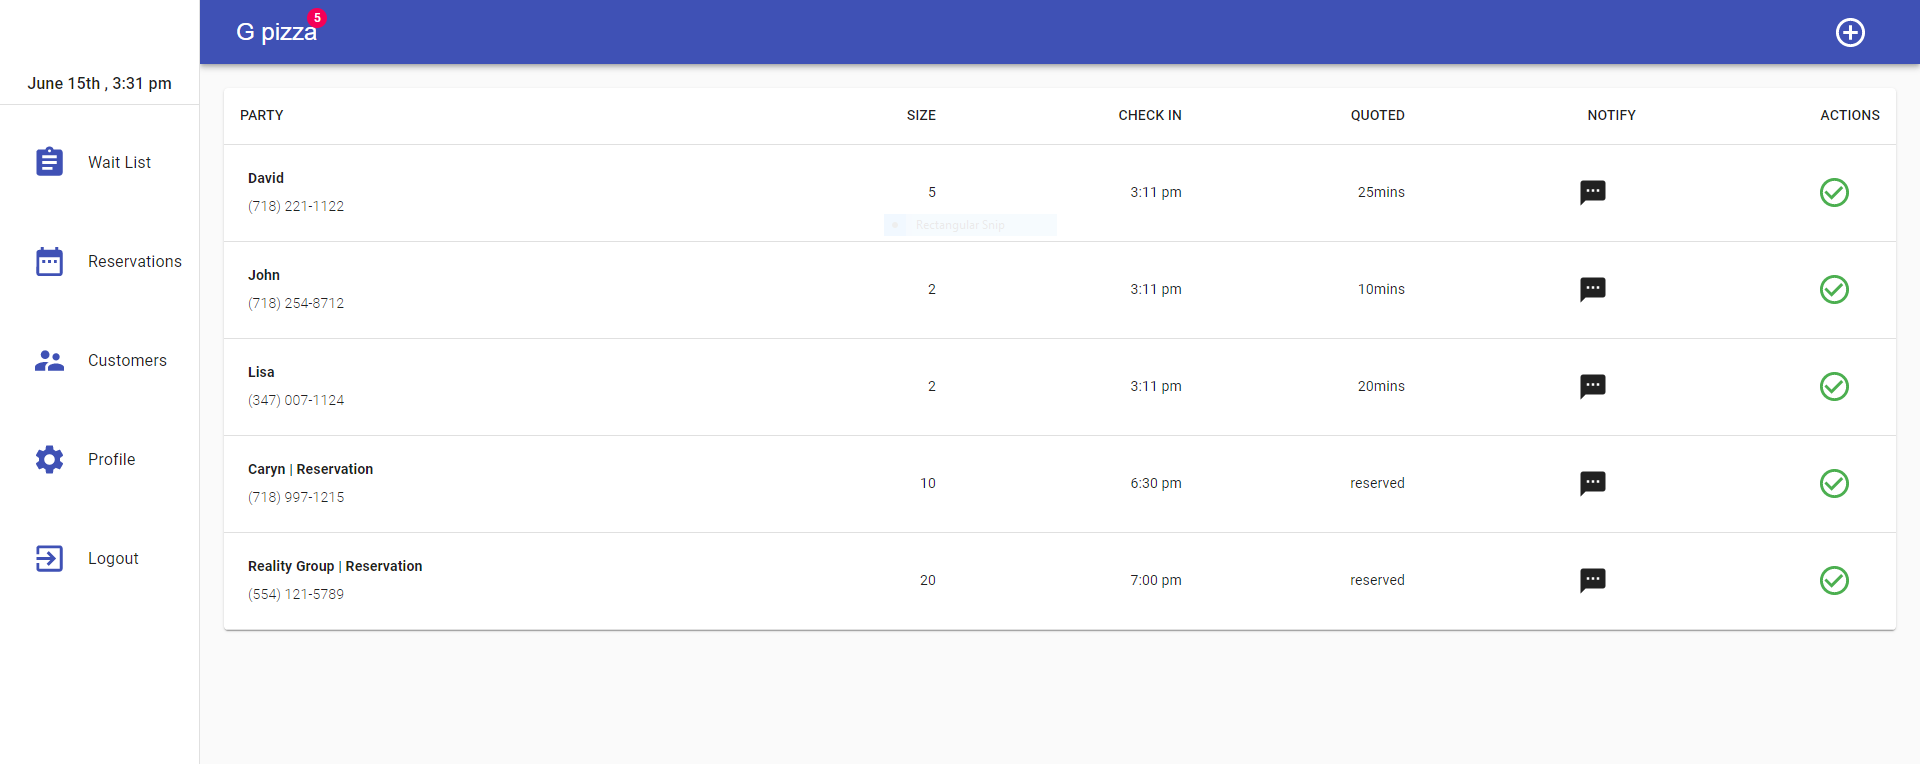 G pizza 5
June 15th , 3:31 pm
Wait List
Reservations
Customers
Profile
Logout
PARTY SIZE CHECK IN QUOTED NOTIFY ACTIONS
David
(718) 221-1122
5 3:11 pm 25mins
Rectangular Snip
John
(718) 254-8712
2 3:11 pm 10mins
Lisa
(347) 007-1124
2 3:11 pm 20mins
Caryn | Reservation
(718) 997-1215
10 6:30 pm reserved
Reality Group | Reservation
(554) 121-5789
20 7:00 pm reserved